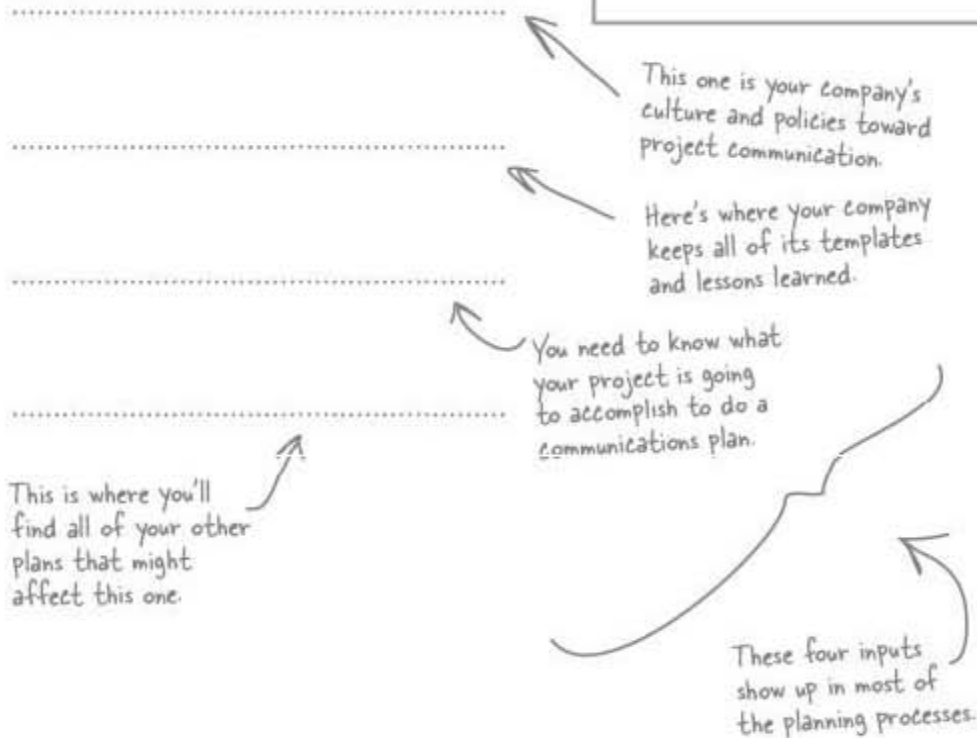 This one is your company's
culture and policies toward
project communication.
Here's where your company
keeps all of its templates
and lessons learned.
You need to know what
your project is going
to accomplish to do a
communications plan.
This is where you'll
find all of your other
plans that might
affect this one.
These four inputs
show up in most of
the planning processes.